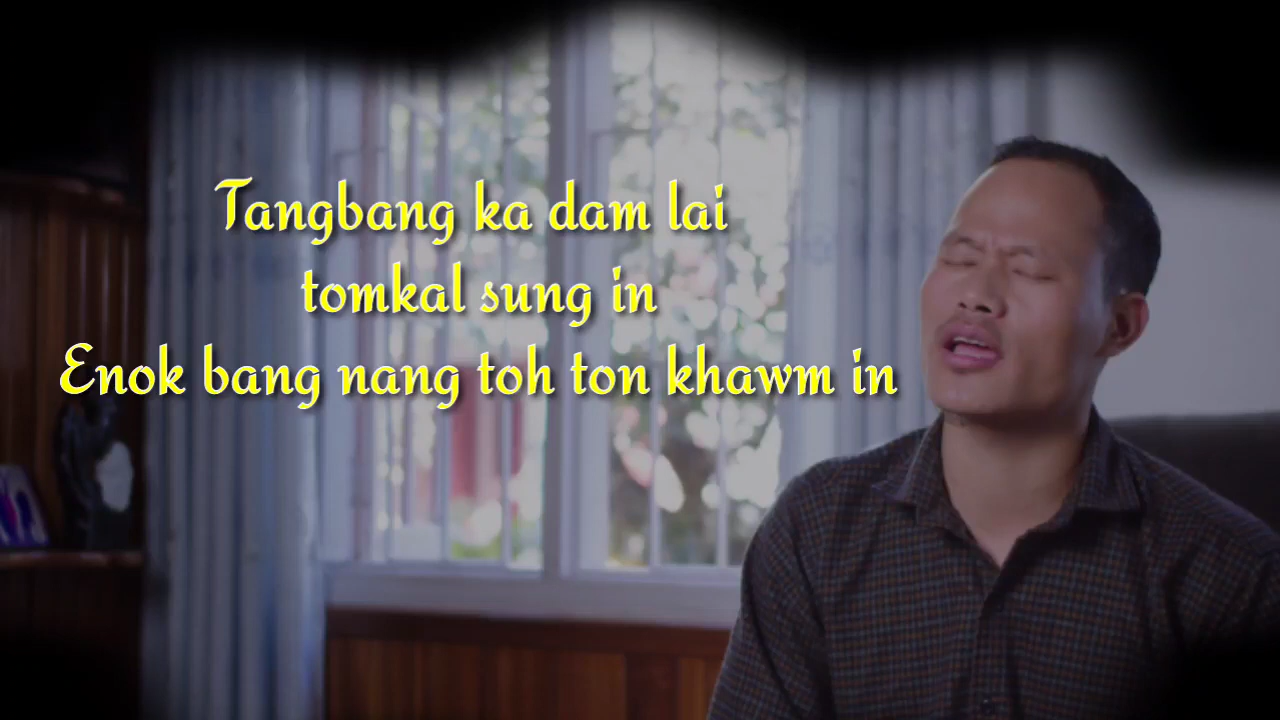 Tangbang ka dam lai
tomkal sung in
Enok bang nang toh ton khawm in